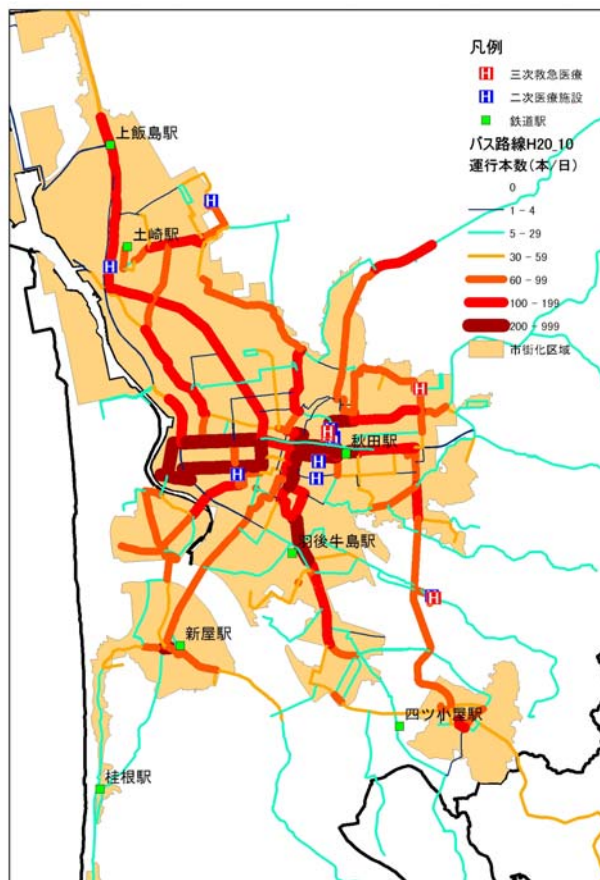 凡例
H 三次救急医療
H 二次医療施設
鉄道駅
バス路線H20_10
運行本数(本/日)
0
1 - 4
5 - 29
30 - 59
60 - 99
100 - 199
200 - 999
市街化区域
上飯島駅
H
土崎駅
H
H
H
秋田駅
H
H
H
羽後牛島駅
H
新屋駅
四ツ小屋駅
桂根駅